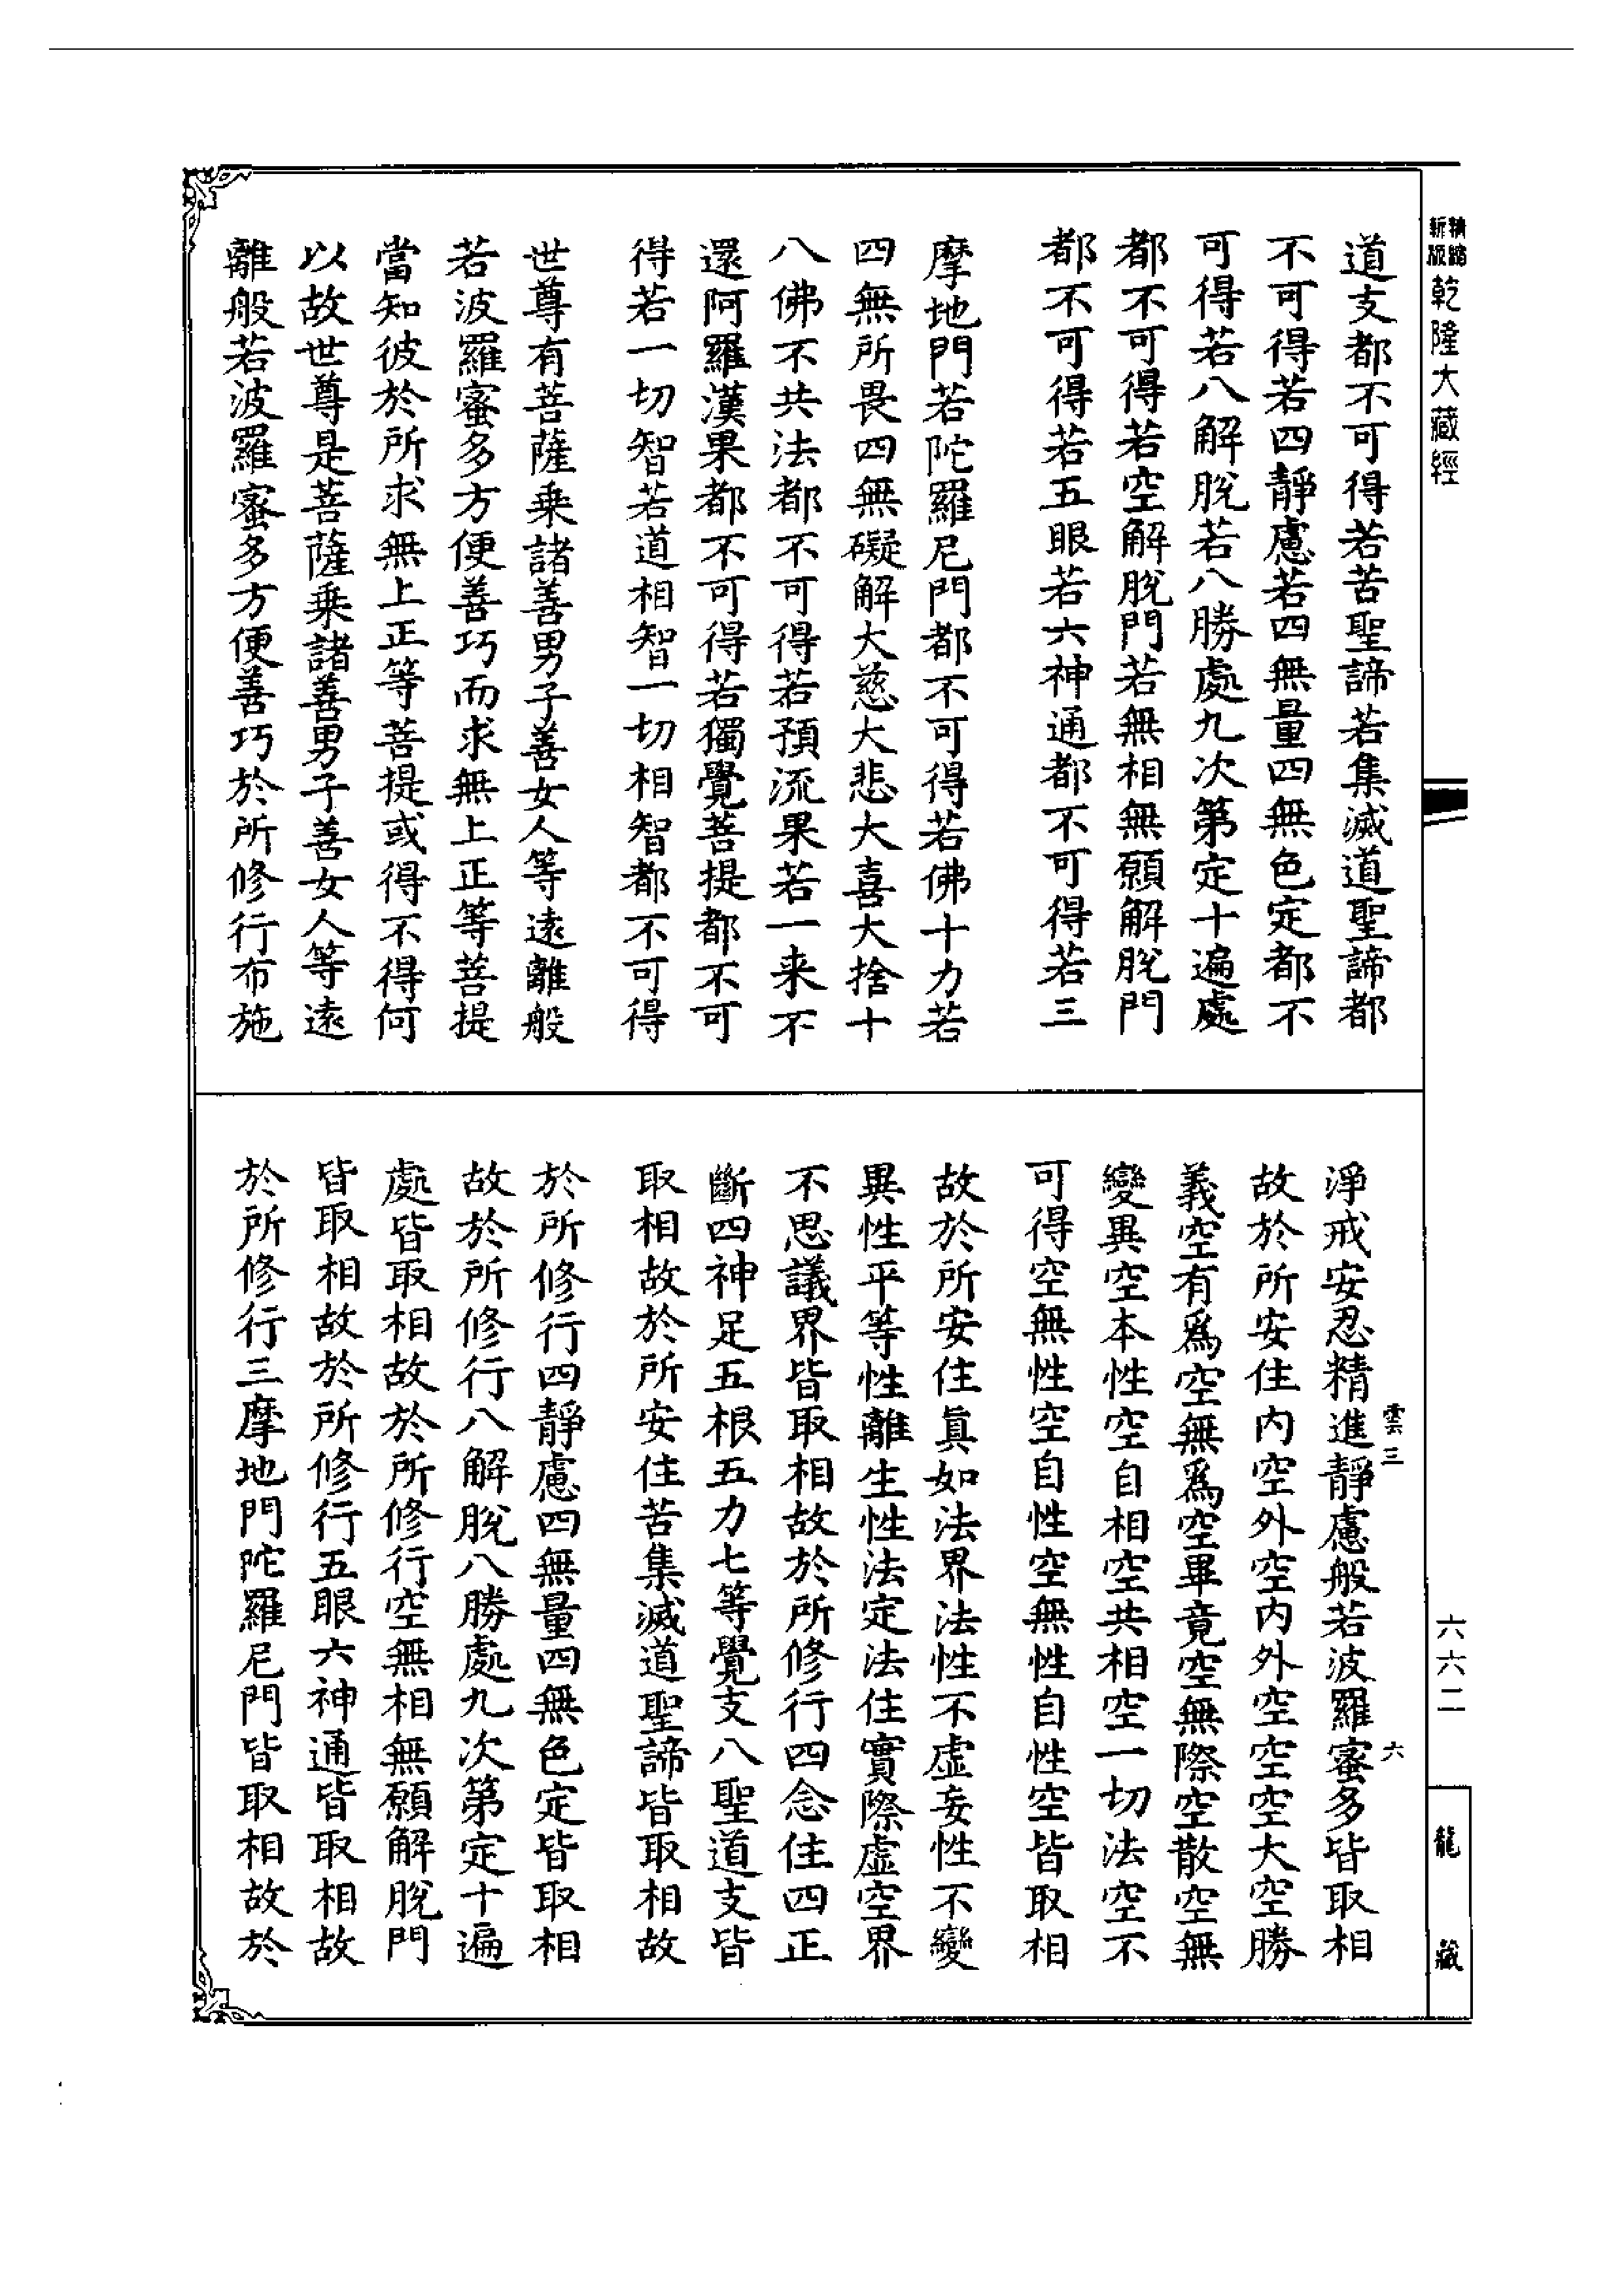 精縮新版乾隆大藏經
道支都不可得若苦聖諦若集滅道聖諦都
不可得若四靜慮若四無量四無色定都不
可得若八解脫若八勝處九次第定十遍處
都不可得若空解脫門若無相無願解脫門
都不可得若五眼若六神通都不可得若三
摩地門若陀羅尼門都不可得若佛十力若
四無所畏四無礙解大慈大悲大喜大捨十
八佛不共法都不可得若預流果若一来不
還阿羅漢果都不可得若獨覺菩提都不可
得若一切智若道相智一切相智都不可得
世尊有菩薩乗諸善男子善女人等遠離般
若波羅蜜多方便善巧而求無上正等菩提
當知彼於所求無上正等菩提或得不得何
以故世尊是菩薩乗諸善男子善女人等遠
離般若波羅蜜多方便善巧於所修行布施
六六二
龍藏
雲三
六
淨戒安忍精進靜慮般若波羅蜜多皆取相
故於所安住内空外空内外空空空大空勝
義空有爲空無爲空畢竟空無際空散空無
變異空本性空自相空共相空一切法空不
可得空無性空自性空無性自性空皆取相
故於所安住真如法界法性不虛妄性不變
異性平等性離生性法定法住實際虛空界
不思議界皆取相故於所修行四念住四正
斷四神足五根五力七等覺支八聖道支皆
取相故於所安住苦集滅道聖諦皆取相故
於所修行四靜慮四無量四無色定皆取相
故於所修行八解脫八勝處九次第定十遍
處皆取相故於所修行空無相無願解脫門
皆取相故於所修行五眼六神通皆取相故
於所修行三摩地門陀羅尼門皆取相故於